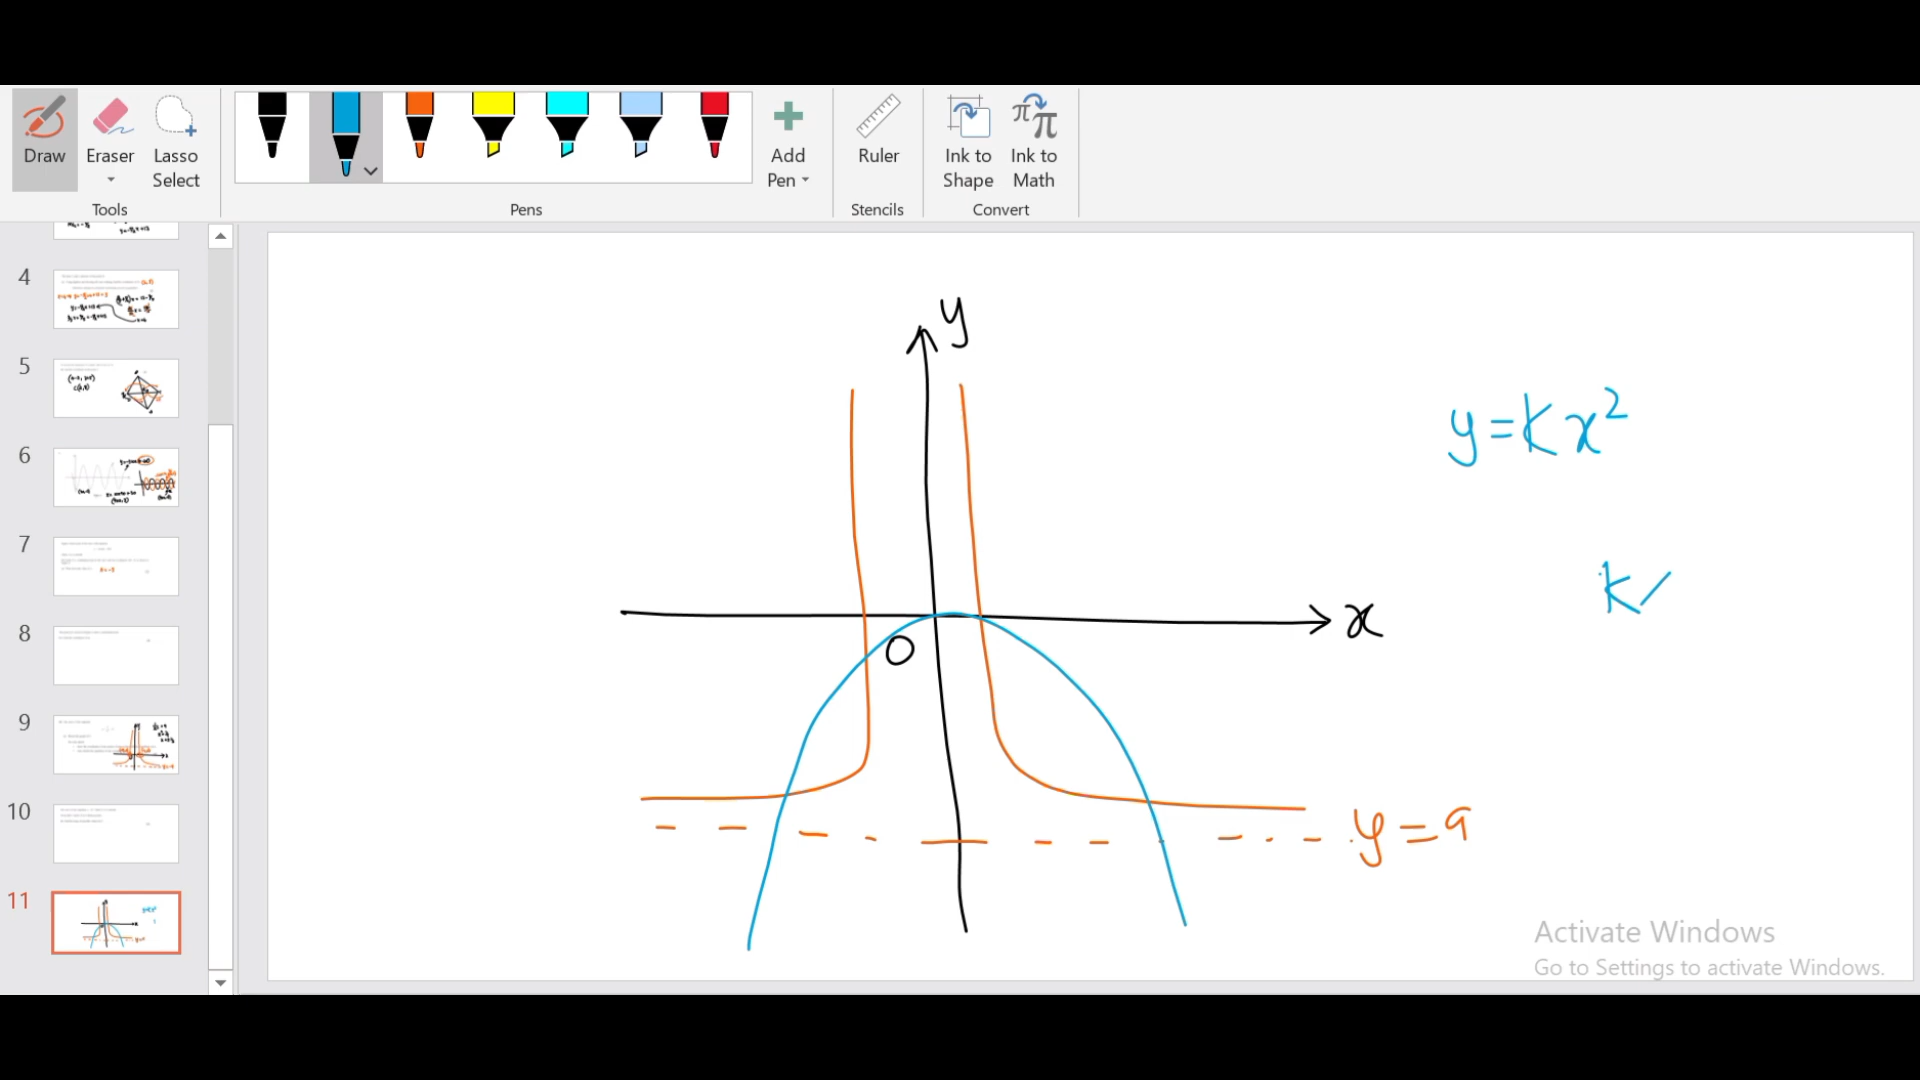 Draw
Eraser
Lasso
Select
Tools
Pens
Add
Pen
Ruler
Stencils
Ink to
Shape
Ink to
Math
Convert
4
5
6
7
8
9
10
11
y
x
O
y=kx²
k
y=9
Activate Windows
Go to Settings to activate Windows.